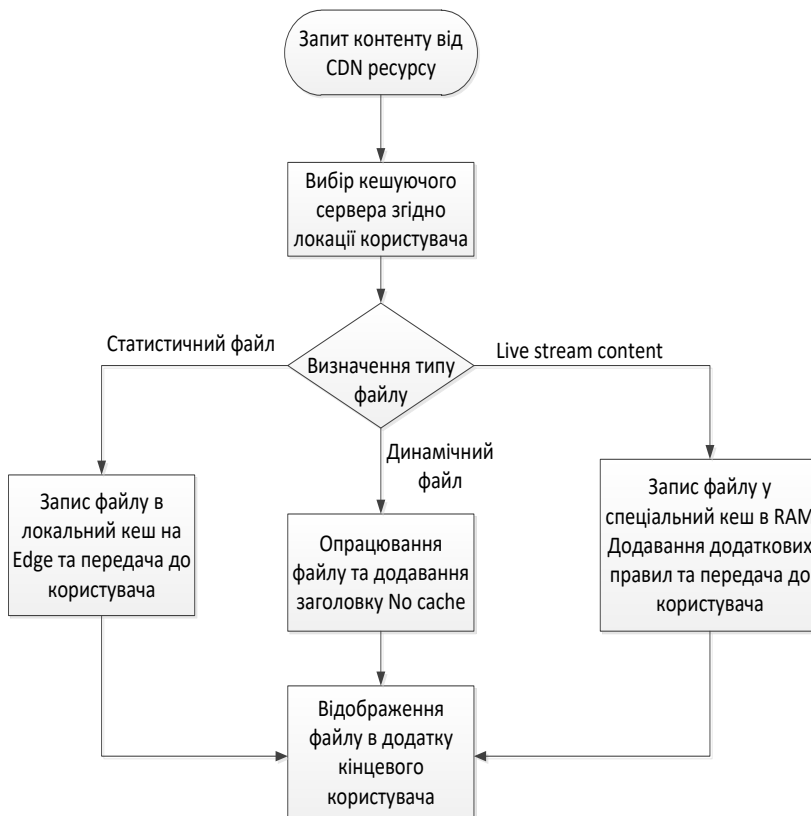 Запит контенту від
CDN ресурсу
Вибір кешуючого
сервера згідно
локації користувача
Статистичний файл
Визначення типу
файлу
Live stream content
Динамічний
файл
Запис файлу в
локальний кеш на
Edge та передача до
користувача
Опрацювання
файлу та додавання
заголовку No cache
Запис файлу у
спеціальний кеш в RAM
Додавання додаткових
правил та передача до
користувача
Відображення
файлу в додатку
кінцевого
користувача